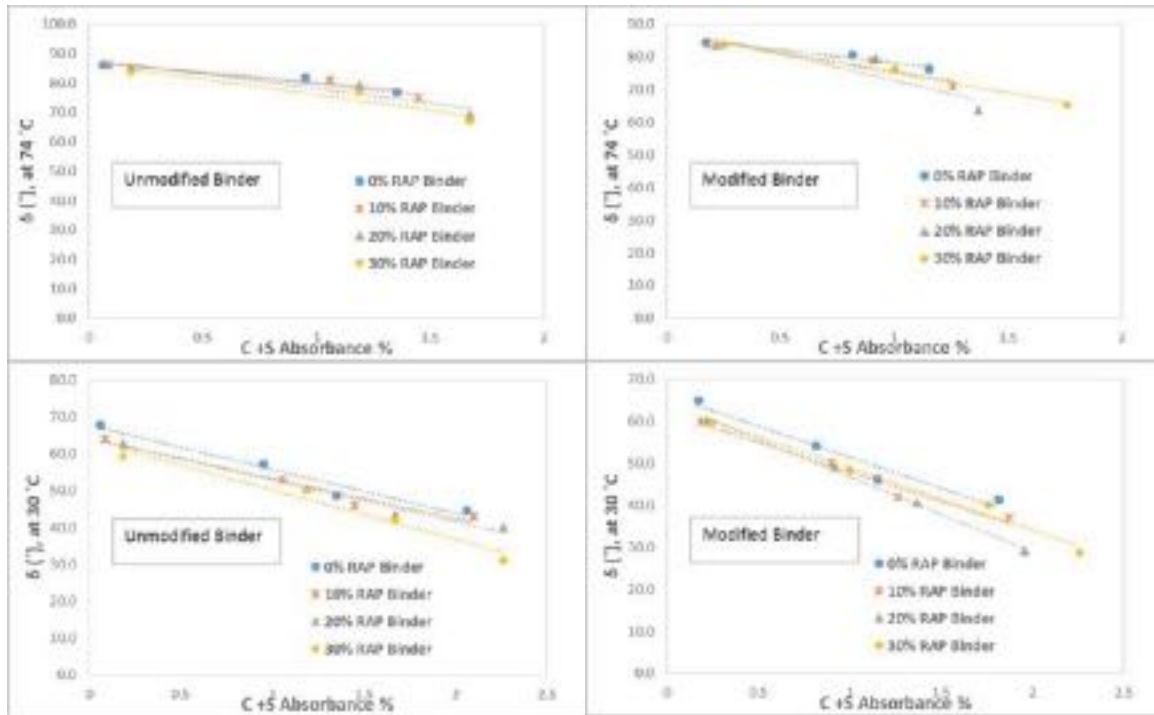 100.0
90.0
80.0
70.0
60.0
50.0
40.0
30.0
20.0
10.0
0.0
δ (°), at 74 °C
Unmodified Binder
0% RAP Binder
10% RAP Binder
20% RAP Binder
30% RAP Binder
0 0.5 1 1.5 2
C +S Absorbance %
90.0
80.0
70.0
60.0
50.0
40.0
30.0
20.0
10.0
0.0
δ (°), at 74 °C
Modified Binder
0% RAP Binder
10% RAP Binder
20% RAP Binder
30% RAP Binder
0 0.5 1 1.5 2
C +S Absorbance %
80.0
70.0
60.0
50.0
40.0
30.0
20.0
10.0
0.0
δ (°), at 30 °C
Unmodified Binder
0% RAP Binder
10% RAP Binder
20% RAP Binder
30% RAP Binder
0 0.5 1 1.5 2 2.5
C +S Absorbance %
70.0
60.0
50.0
40.0
30.0
20.0
10.0
0.0
δ (°), at 30 °C
Modified Binder
0% RAP Binder
10% RAP Binder
20% RAP Binder
30% RAP Binder
0 0.5 1 1.5 2 2.5
C +S Absorbance %